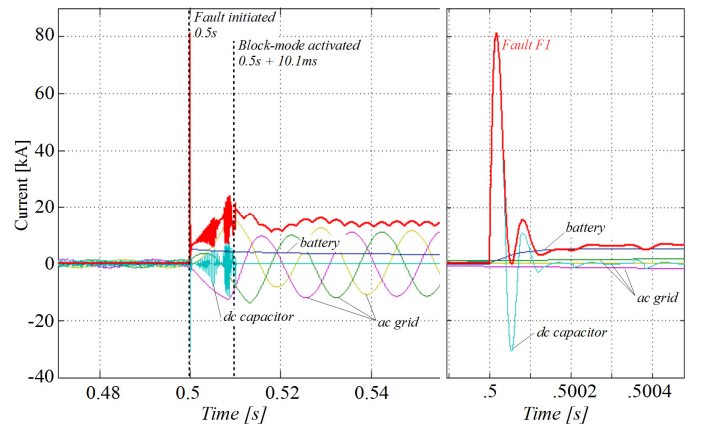 Fault initiated
0.5s
Block-mode activated
0.5s + 10.1ms
Fault F1
80
60
40
20
0
-20
-40
Current [kA]
battery
dc capacitor
ac grid
battery
ac grid
dc capacitor
0.48 0.5 0.52 0.54
.5 .5002 .5004
Time [s]
Time [s]